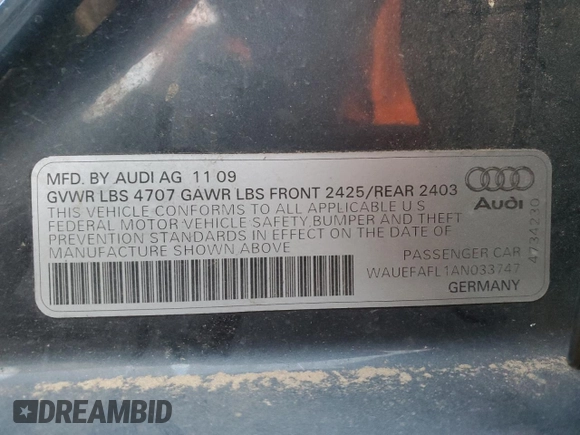 MFD. BY AUDI AG 11 09
GVWR LBS 4707 GAWR LBS FRONT 2425/REAR 2403
THIS VEHICLE CONFORMS TO ALL APPLICABLE U.S.
FEDERAL MOTOR VEHICLE SAFETY BUMPER AND THEFT
PREVENTION STANDARDS IN EFFECT ON THE DATE OF
MANUFACTURE SHOWN ABOVE
Audi
4734230
PASSENGER CAR
WAUEFAFL1AN033747
GERMANY
DREAMBID